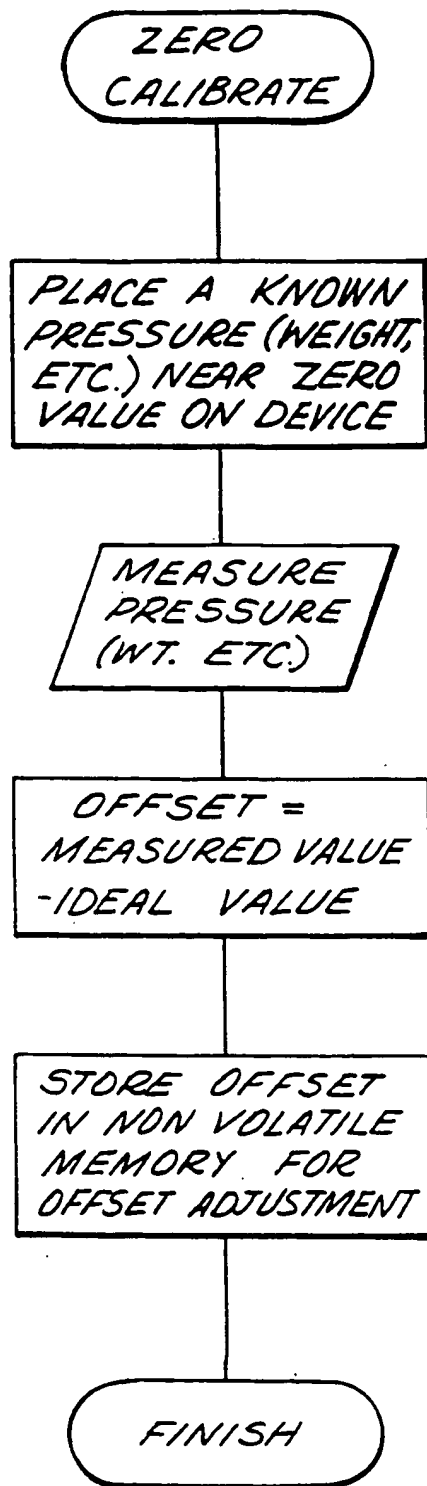 ZERO
CALIBRATE
PLACE A KNOWN
PRESSURE (WEIGHT,
ETC.) NEAR ZERO
VALUE ON DEVICE
MEASURE
PRESSURE
(WT. ETC.)
OFFSET =
MEASURED VALUE
-IDEAL VALUE
STORE OFFSET
IN NON VOLATILE
MEMORY FOR
OFFSET ADJUSTMENT
FINISH